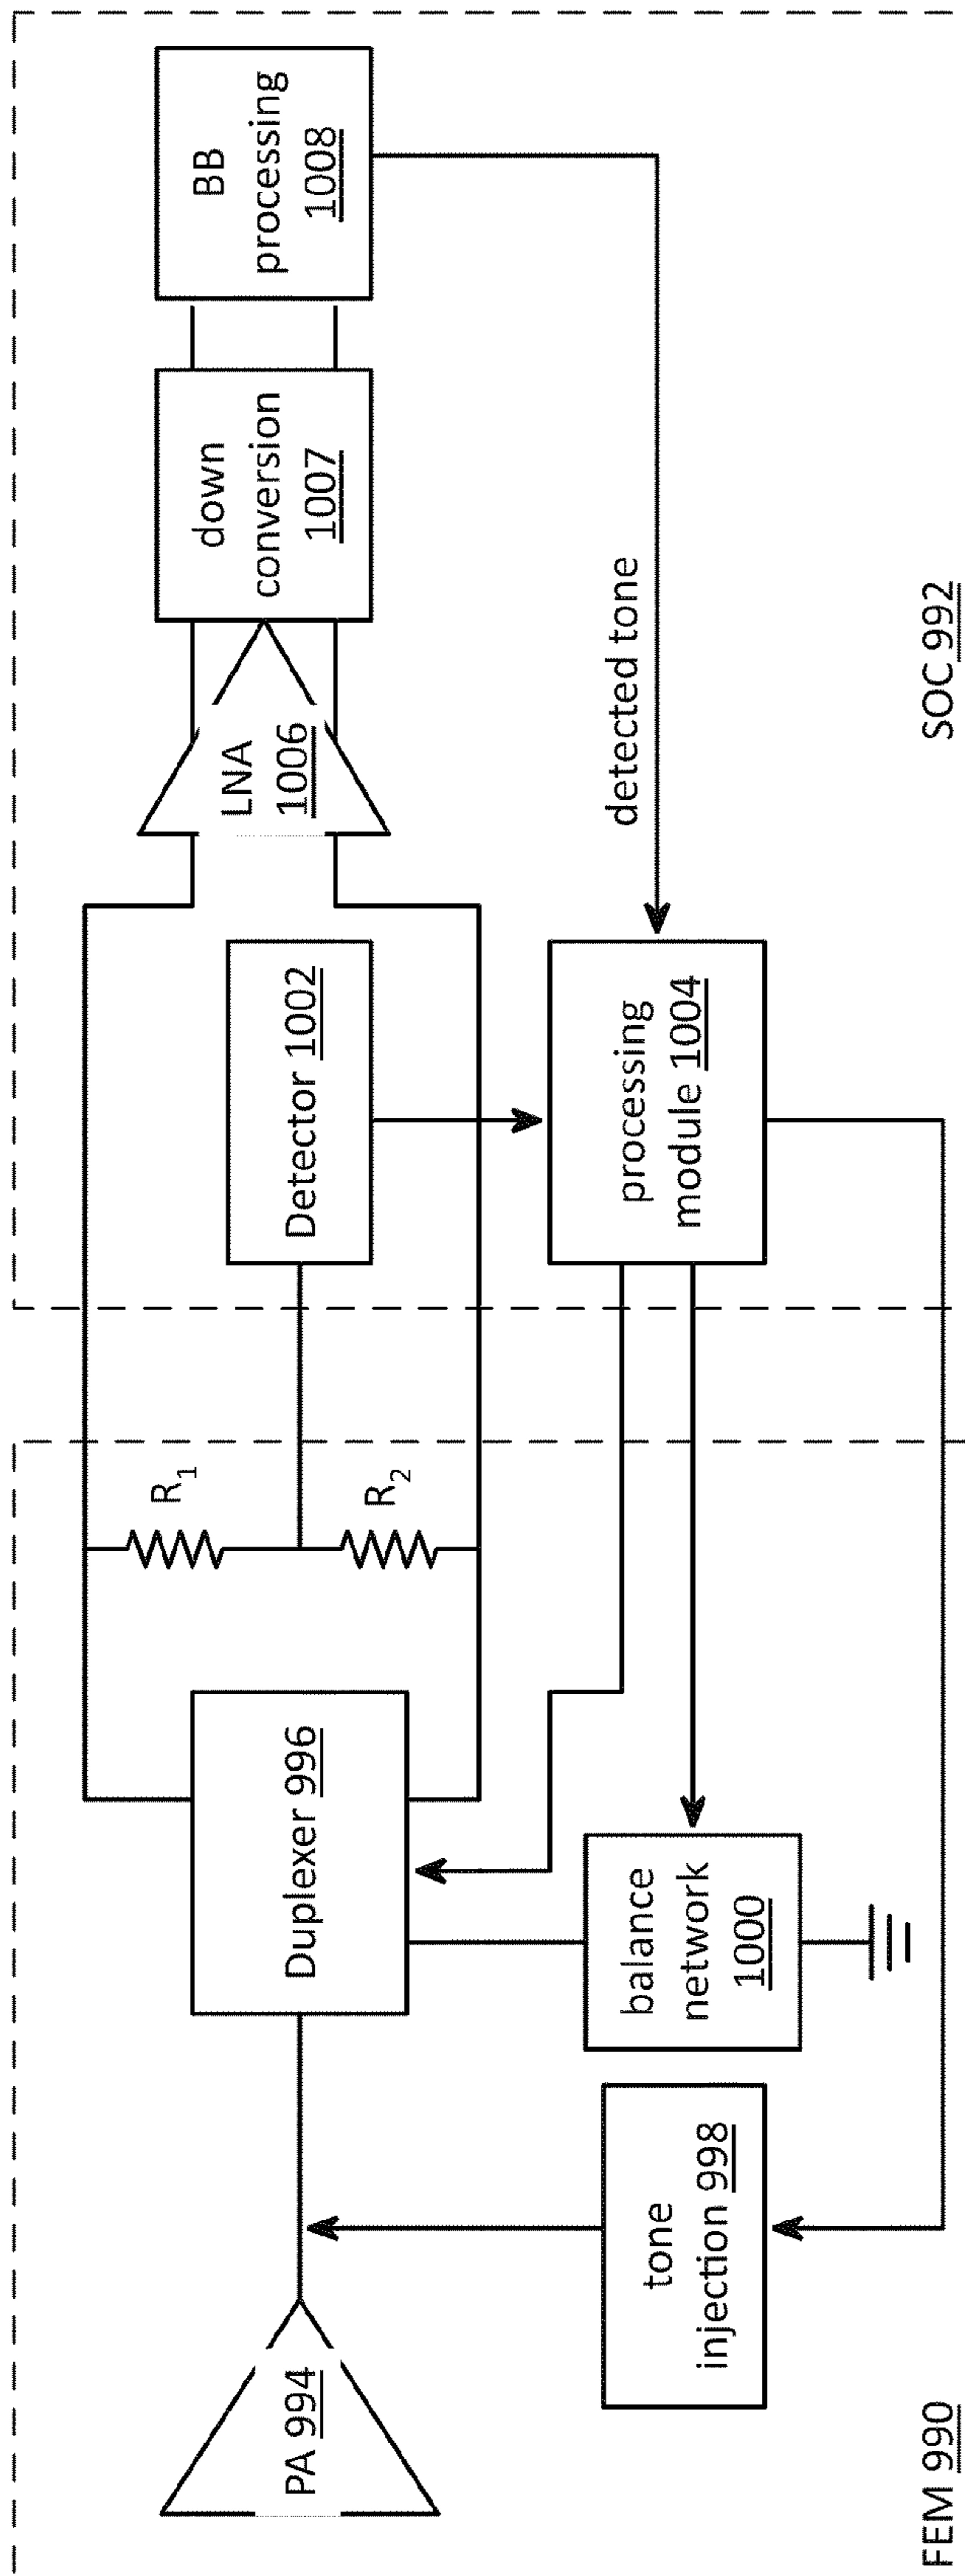 PA 994
Duplexer 996
R1
R2
Detector 1002
LNA
1006
down
conversion
1007
BB
processing
1008
tone
injection 998
balance
network
1000
processing
module 1004
detected tone
FEM 990
SOC 992